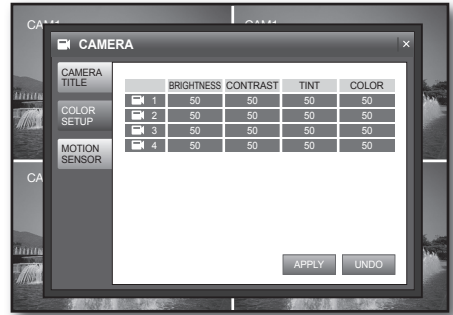 CAM1
CAM1
CAMERA
×
CAMERA
TITLE
COLOR
SETUP
MOTION
SENSOR
BRIGHTNESS CONTRAST TINT COLOR
1 50 50 50 50
2 50 50 50 50
3 50 50 50 50
4 50 50 50 50
CA
APPLY UNDO